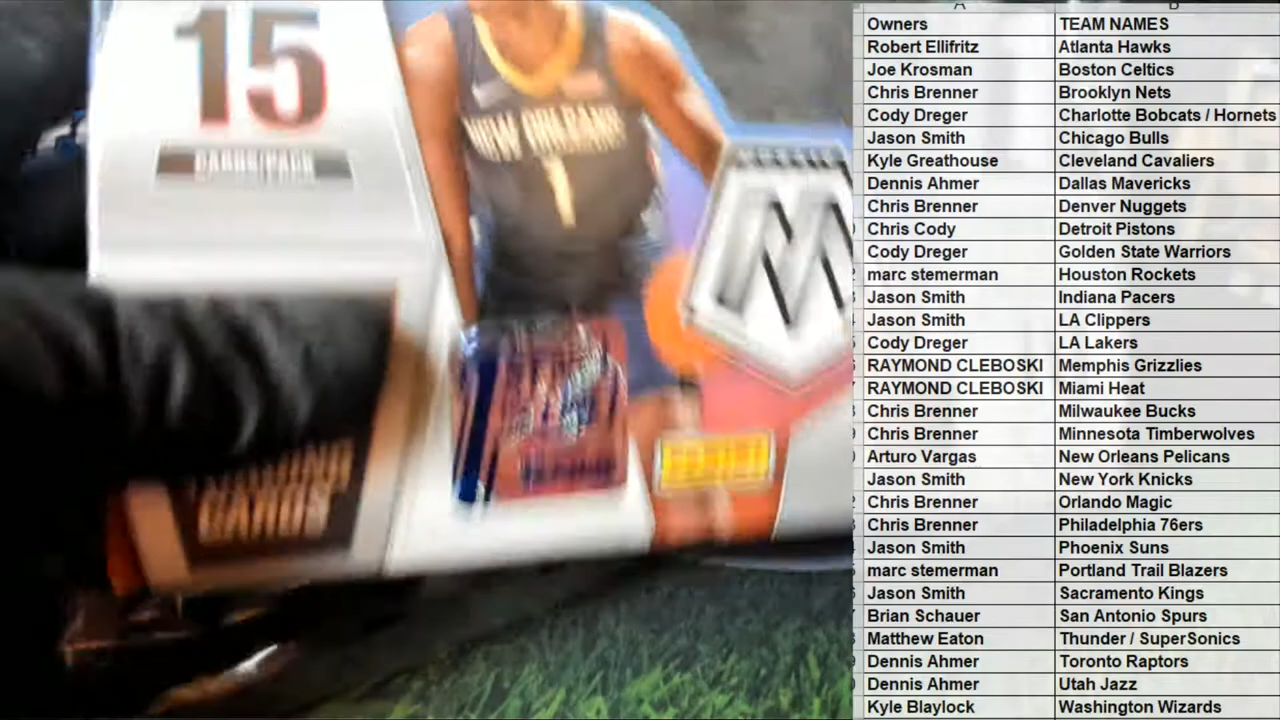 15
CARDS/PACK
NEW ORLEANS
1
M
CARDS
A B
Owners TEAM NAMES
Robert Ellifritz Atlanta Hawks
Joe Krosman Boston Celtics
Chris Brenner Brooklyn Nets
Cody Dreger Charlotte Bobcats / Hornets
Jason Smith Chicago Bulls
Kyle Greathouse Cleveland Cavaliers
Dennis Ahmer Dallas Mavericks
Chris Brenner Denver Nuggets
Chris Cody Detroit Pistons
Cody Dreger Golden State Warriors
marc stemerman Houston Rockets
Jason Smith Indiana Pacers
Jason Smith LA Clippers
Cody Dreger LA Lakers
RAYMOND CLEBOSKI Memphis Grizzlies
RAYMOND CLEBOSKI Miami Heat
Chris Brenner Milwaukee Bucks
Chris Brenner Minnesota Timberwolves
Arturo Vargas New Orleans Pelicans
Jason Smith New York Knicks
Chris Brenner Orlando Magic
Chris Brenner Philadelphia 76ers
Jason Smith Phoenix Suns
marc stemerman Portland Trail Blazers
Jason Smith Sacramento Kings
Brian Schauer San Antonio Spurs
Matthew Eaton Thunder / SuperSonics
Dennis Ahmer Toronto Raptors
Dennis Ahmer Utah Jazz
Kyle Blaylock Washington Wizards